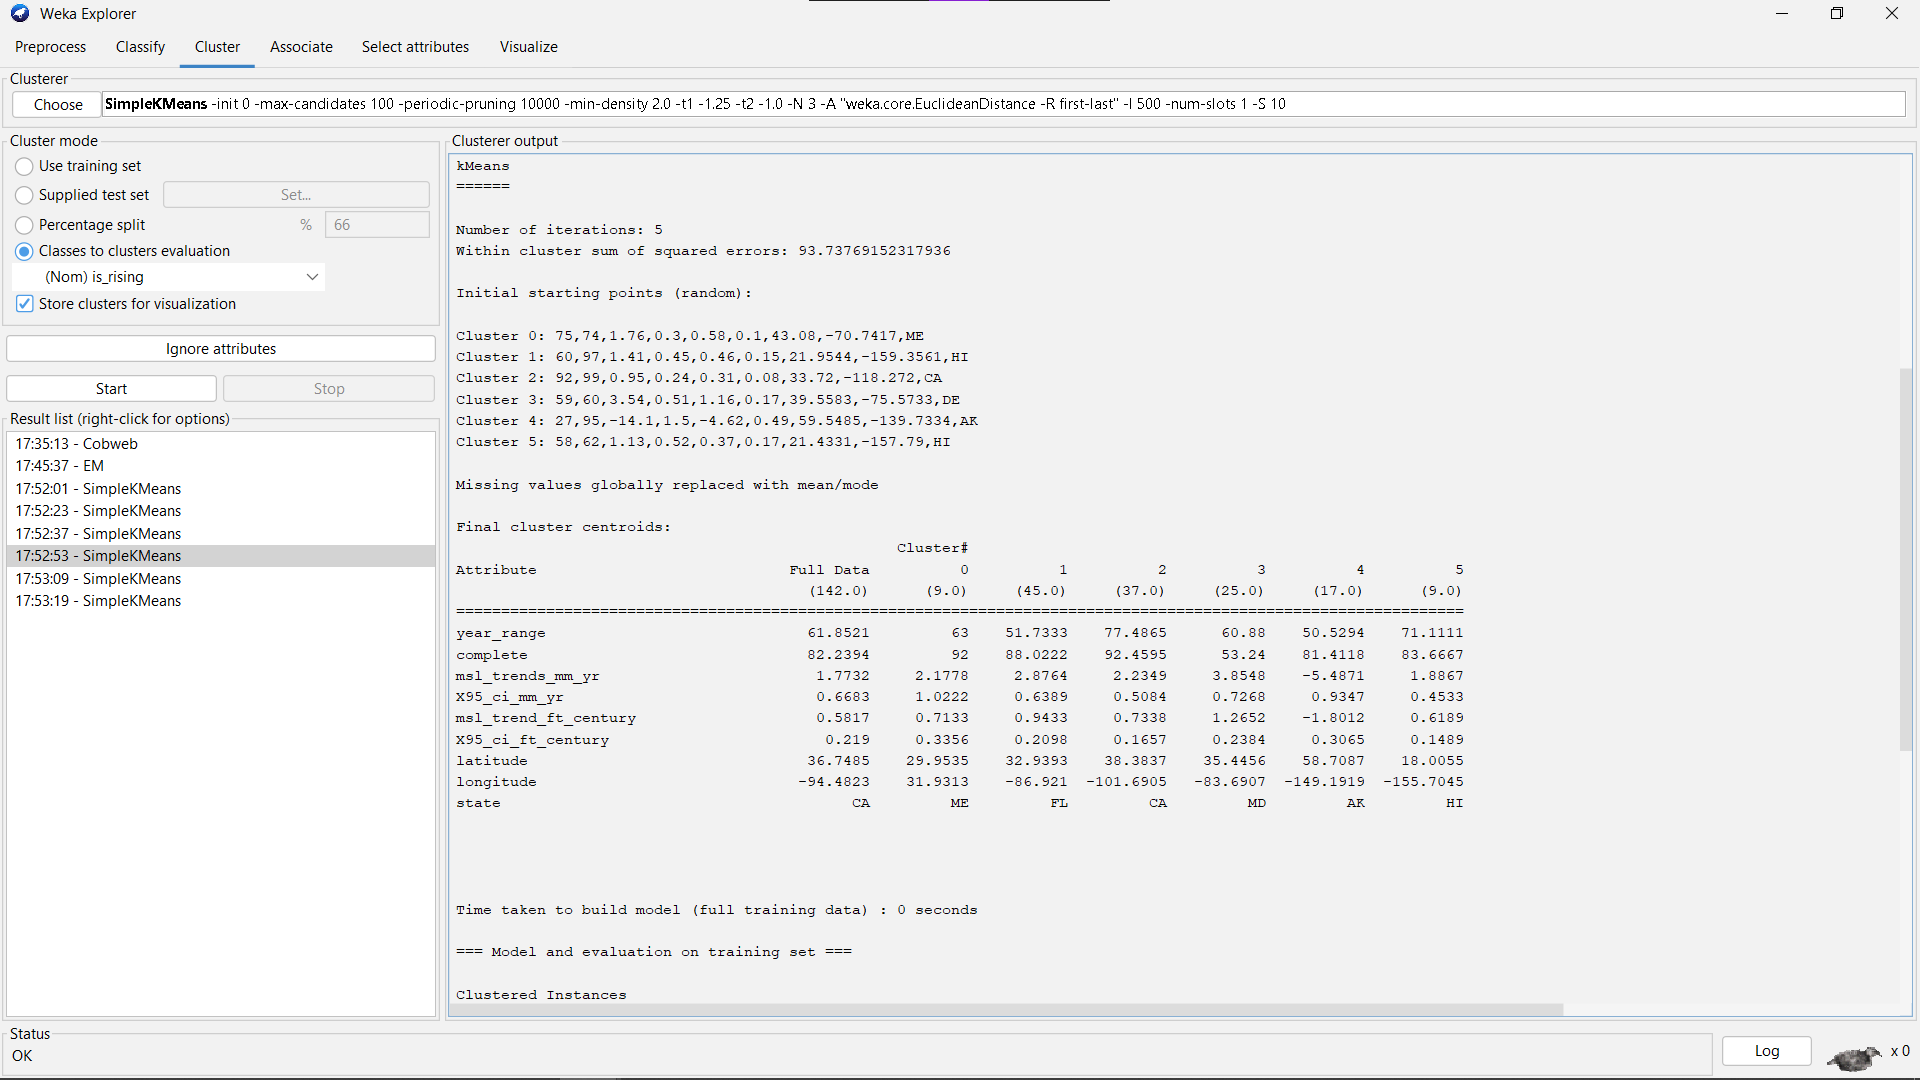 Weka Explorer
Preprocess Classify Cluster Associate Select attributes Visualize
Clusterer
Choose SimpleKMeans -init 0 -max-candidates 100 -periodic-pruning 10000 -min-density 2.0 -t1 -1.25 -t2 -1.0 -N 3 -A "weka.core.EuclideanDistance -R first-last" -I 500 -num-slots 1 -S 10
Cluster mode
Use training set
Supplied test set Set...
Percentage split % 66
Classes to clusters evaluation
(Nom) is_rising
Store clusters for visualization
Ignore attributes
Start Stop
Result list (right-click for options)
17:35:13 - Cobweb
17:45:37 - EM
17:52:01 - SimpleKMeans
17:52:23 - SimpleKMeans
17:52:37 - SimpleKMeans
17:52:53 - SimpleKMeans
17:53:09 - SimpleKMeans
17:53:19 - SimpleKMeans
Clusterer output
kMeans
======
Number of iterations: 5
Within cluster sum of squared errors: 93.73769152317936
Initial starting points (random):
Cluster 0: 75,74,1.76,0.3,0.58,0.1,43.08,-70.7417,ME
Cluster 1: 60,97,1.41,0.45,0.46,0.15,21.9544,-159.3561,HI
Cluster 2: 92,99,0.95,0.24,0.31,0.08,33.72,-118.272,CA
Cluster 3: 59,60,3.54,0.51,1.16,0.17,39.5583,-75.5733,DE
Cluster 4: 27,95,-14.1,1.5,-4.62,0.49,59.5485,-139.7334,AK
Cluster 5: 58,62,1.13,0.52,0.37,0.17,21.4331,-157.79,HI
Missing values globally replaced with mean/mode
Final cluster centroids:
Cluster#
Attribute Full Data 0 1 2 3 4 5
(142.0) (9.0) (45.0) (37.0) (25.0) (17.0) (9.0)
================================================================================================================
year_range 61.8521 63 51.7333 77.4865 60.88 50.5294 71.1111
complete 82.2394 92 88.0222 92.4595 53.24 81.4118 83.6667
msl_trends_mm_yr 1.7732 2.1778 2.8764 2.2349 3.8548 -5.4871 1.8867
X95_ci_mm_yr 0.6683 1.0222 0.6389 0.5084 0.7268 0.9347 0.4533
msl_trend_ft_century 0.5817 0.7133 0.9433 0.7338 1.2652 -1.8012 0.6189
X95_ci_ft_century 0.219 0.3356 0.2098 0.1657 0.2384 0.3065 0.1489
latitude 36.7485 29.9535 32.9393 38.3837 35.4456 58.7087 18.0055
longitude -94.4823 31.9313 -86.921 -101.6905 -83.6907 -149.1919 -155.7045
state CA ME FL CA MD AK HI
Time taken to build model (full training data) : 0 seconds
=== Model and evaluation on training set ===
Clustered Instances
Status
OK
Log x 0